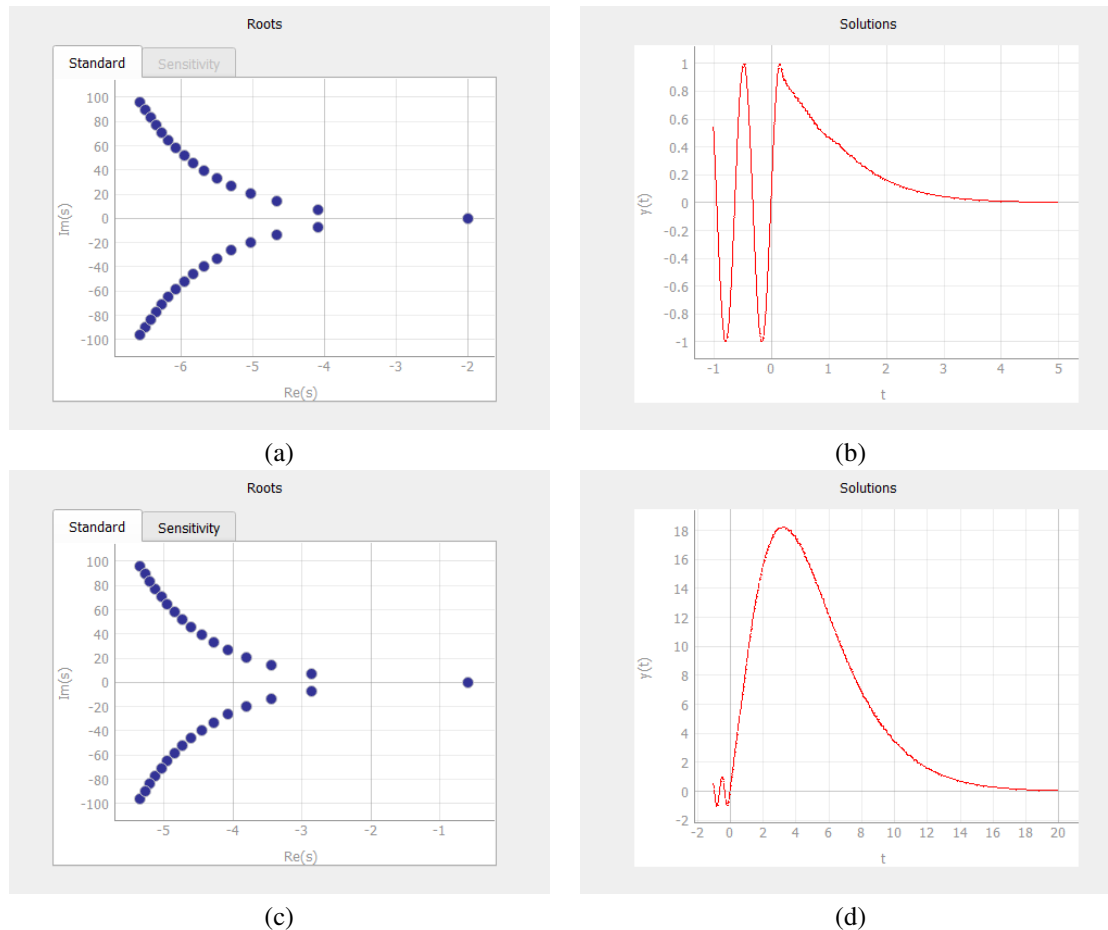 Roots
Standard Sensitivity
100
80
60
40
20
0
-20
-40
-60
-80
-100
Im(s)
-6 -5 -4 -3 -2
Re(s)
(a)
Solutions
1
0.8
0.6
0.4
0.2
0
-0.2
-0.4
-0.6
-0.8
-1
y(t)
-1 0 1 2 3 4 5
t
(b)
Roots
Standard Sensitivity
100
80
60
40
20
0
-20
-40
-60
-80
-100
Im(s)
-5 -4 -3 -2 -1
Re(s)
(c)
Solutions
18
16
14
12
10
8
6
4
2
0
-2
y(t)
-2 0 2 4 6 8 10 12 14 16 18 20
t
(d)